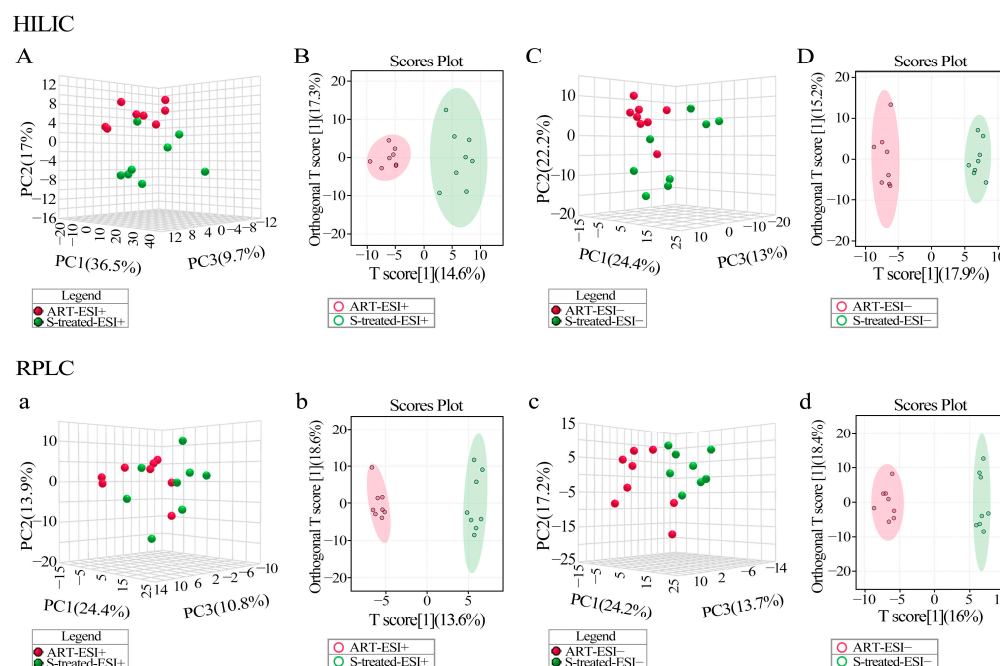 HILIC
A
PC2(17%)
12
8
4
0
−4
−8
−12
−16
−20
−10
0
10
20
30
40
12 8 4 0 −4 −8 −12
PC1(36.5%)
PC3(9.7%)
Legend
ART-ESI+
S-treated-ESI+
B
Scores Plot
Orthogonal T score [1](17.3%)
20
10
0
−10
−20
−10 −5 0 5 10
T score[1](14.6%)
ART-ESI+
S-treated-ESI+
C
PC2(22.2%)
10
0
−10
−20
−15
−5
5
15
25
10 0 −10 −20
PC1(24.4%)
PC3(13%)
Legend
ART-ESI−
S-treated-ESI−
D
Scores Plot
Orthogonal T score [1](15.2%)
20
10
0
−10
−20
−10 −5 0 5 10
T score[1](17.9%)
ART-ESI−
S-treated-ESI−
RPLC
a
PC2(13.9%)
10
0
−10
−20
−15
−5
5
15
25
14 10 6 2 −2 −6 −10
PC1(24.4%)
PC3(10.8%)
Legend
ART-ESI+
S-treated-ESI+
b
Scores Plot
Orthogonal T score [1](18.6%)
20
10
0
−10
−20
−5 0 5
T score[1](13.6%)
ART-ESI+
S-treated-ESI+
c
PC2(17.2%)
15
5
−5
−15
−25
−15
−5
5
15
25
10 2 −6 −14
PC1(24.2%)
PC3(13.7%)
Legend
ART-ESI−
S-treated-ESI−
d
Scores Plot
Orthogonal T score [1](18.4%)
20
10
0
−10
−20
−10 −5 0 5
T score[1](16%)
ART-ESI−
S-treated-ESI−